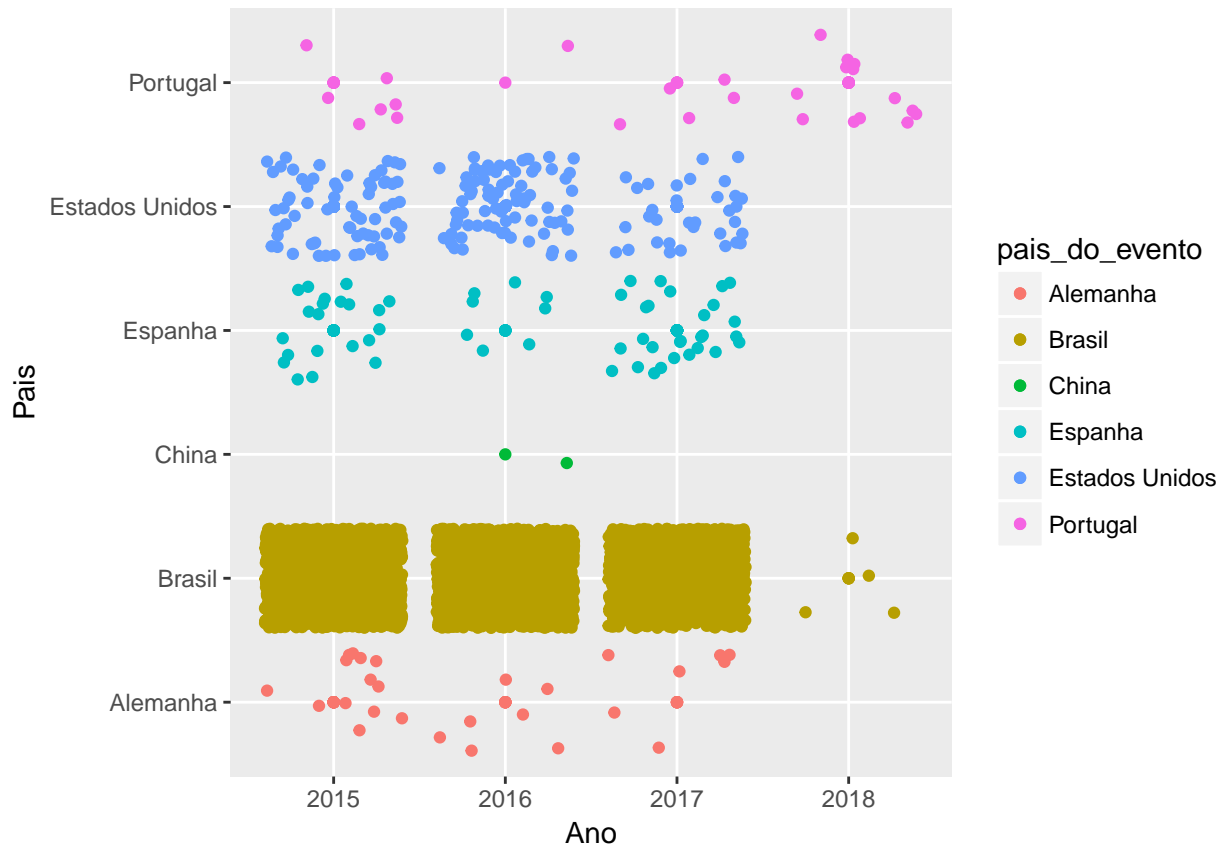 Portugal
Estados Unidos
Espanha
China
Brasil
Alemanha
Pais
2015 2016 2017 2018
Ano
pais_do_evento
Alemanha
Brasil
China
Espanha
Estados Unidos
Portugal